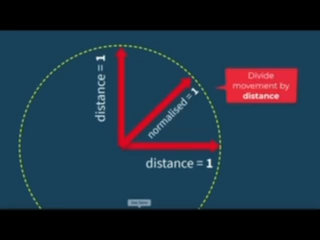 distance = 1
normalised = 1
Divide
movement by
distance
distance = 1